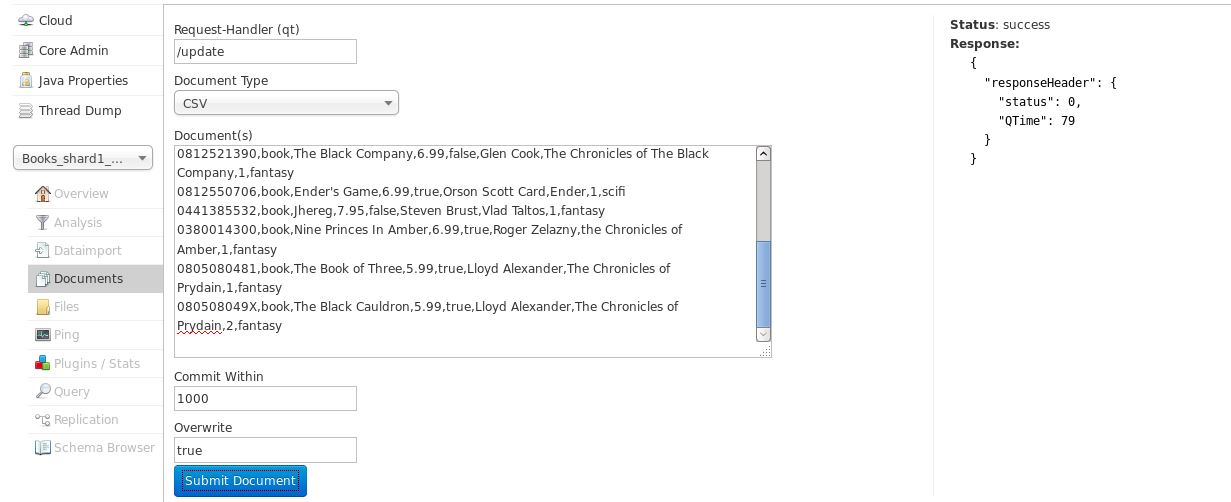 Cloud
Core Admin
Java Properties
Thread Dump
Books_shard1_...
Overview
Analysis
Dataimport
Documents
Files
Ping
Plugins / Stats
Query
Replication
Schema Browser
Request-Handler (qt)
/update
Document Type
CSV
Document(s)
0812521390,book,The Black Company,6.99,false,Glen Cook,The Chronicles of The Black
Company,1,fantasy
0812550706,book,Ender's Game,6.99,true,Orson Scott Card,Ender,1,scifi
0441385532,book,Jhereg,7.95,false,Steven Brust,Vlad Taltos,1,fantasy
0380014300,book,Nine Princes In Amber,6.99,true,Roger Zelazny,the Chronicles of
Amber,1,fantasy
0805080481,book,The Book of Three,5.99,true,Lloyd Alexander,The Chronicles of
Prydain,1,fantasy
080508049X,book,The Black Cauldron,5.99,true,Lloyd Alexander,The Chronicles of
Prydain,2,fantasy
Commit Within
1000
Overwrite
true
Submit Document
Status: success
Response:
{
"responseHeader": {
"status": 0,
"QTime": 79
}
}